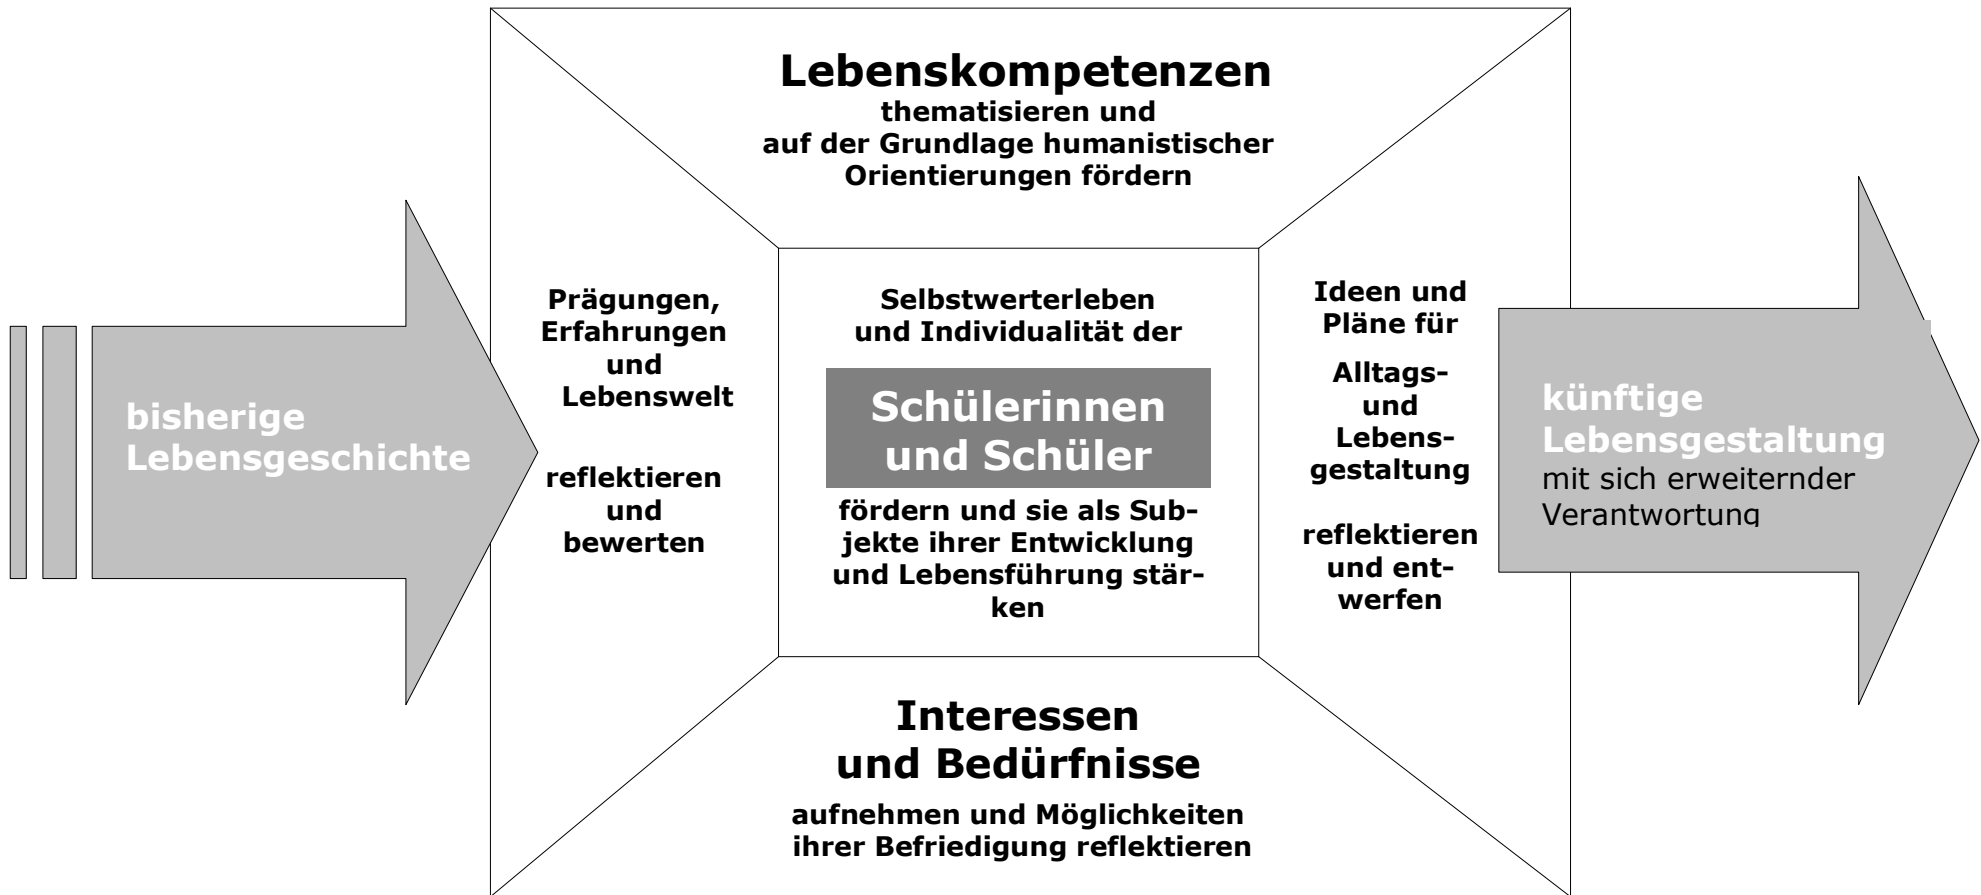 Lebenskompetenzen
thematisieren und
auf der Grundlage humanistischer
Orientierungen fördern
bisherige
Lebensgeschichte
Prägungen,
Erfahrungen
und
Lebenswelt
reflektieren
und
bewerten
Selbstwerterleben
und Individualität der
Schülerinnen
und Schüler
fördern und sie als Sub-
jekte ihrer Entwicklung
und Lebensführung stär-
ken
Ideen und
Pläne für
Alltags-
und
Lebens-
gestaltung
reflektieren
und ent-
werfen
künftige
Lebensgestaltung
mit sich erweiternder
Verantwortung
Interessen
und Bedürfnisse
aufnehmen und Möglichkeiten
ihrer Befriedigung reflektieren